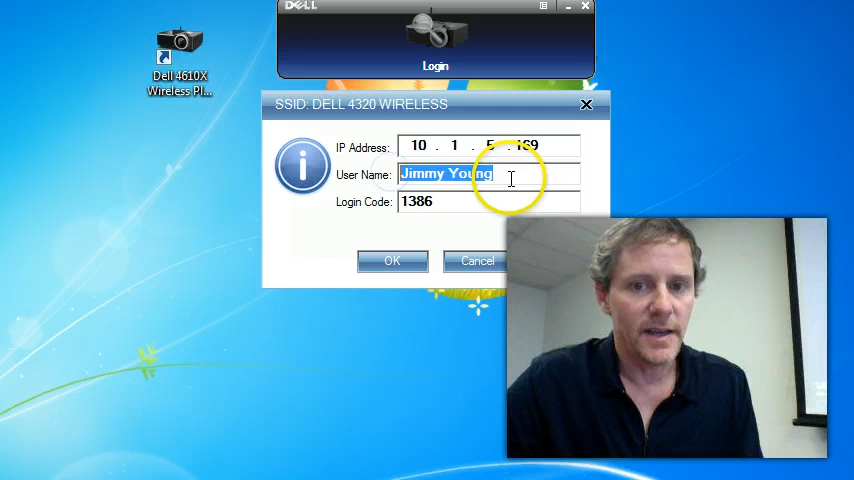 DELL
Login
Dell 4610X
Wireless Pl...
SSID: DELL 4320 WIRELESS
IP Address: 10 . 1 . 5 . 169
User Name: Jimmy Young
Login Code: 1386
OK Cancel